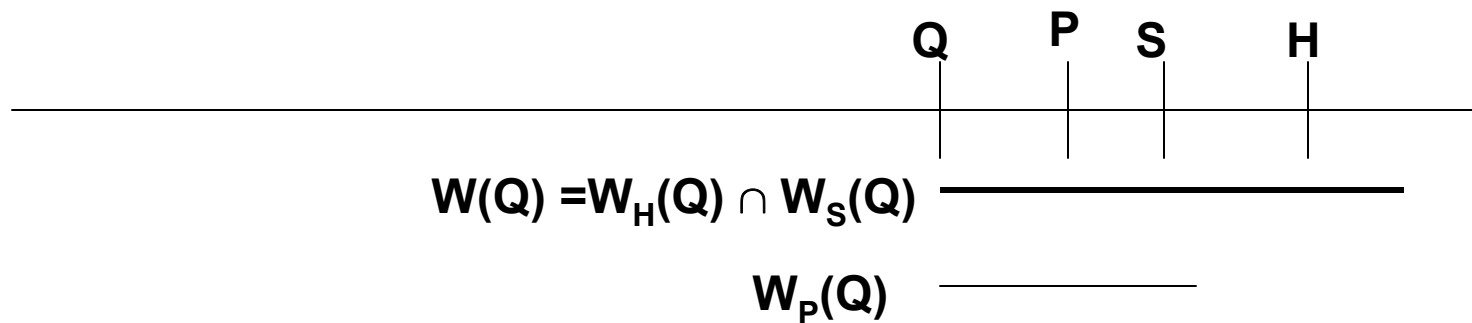 Q P S H
W(Q) =W_H(Q) ∩ W_S(Q)
W_P(Q)